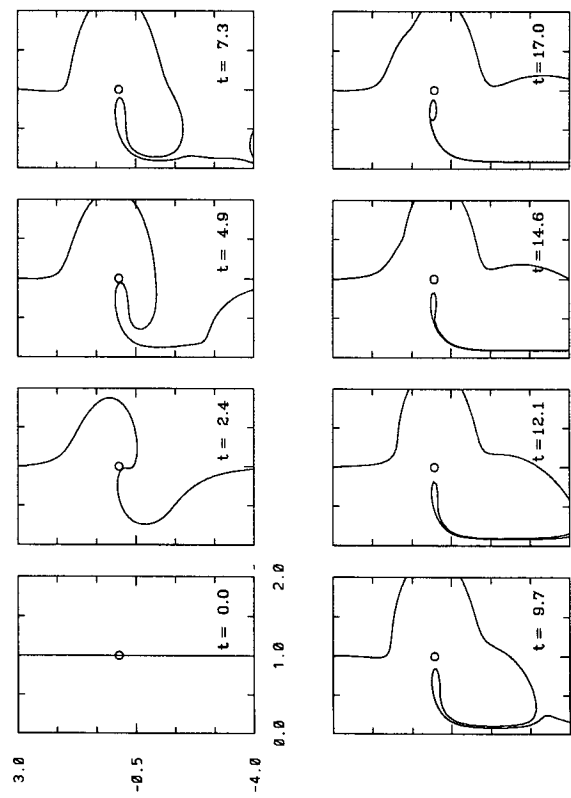 3.0
-0.5
-4.0
0.0 1.0 2.0
t = 0.0
t = 2.4
t = 4.9
t = 7.3
t = 9.7
t = 12.1
t = 14.6
t = 17.0